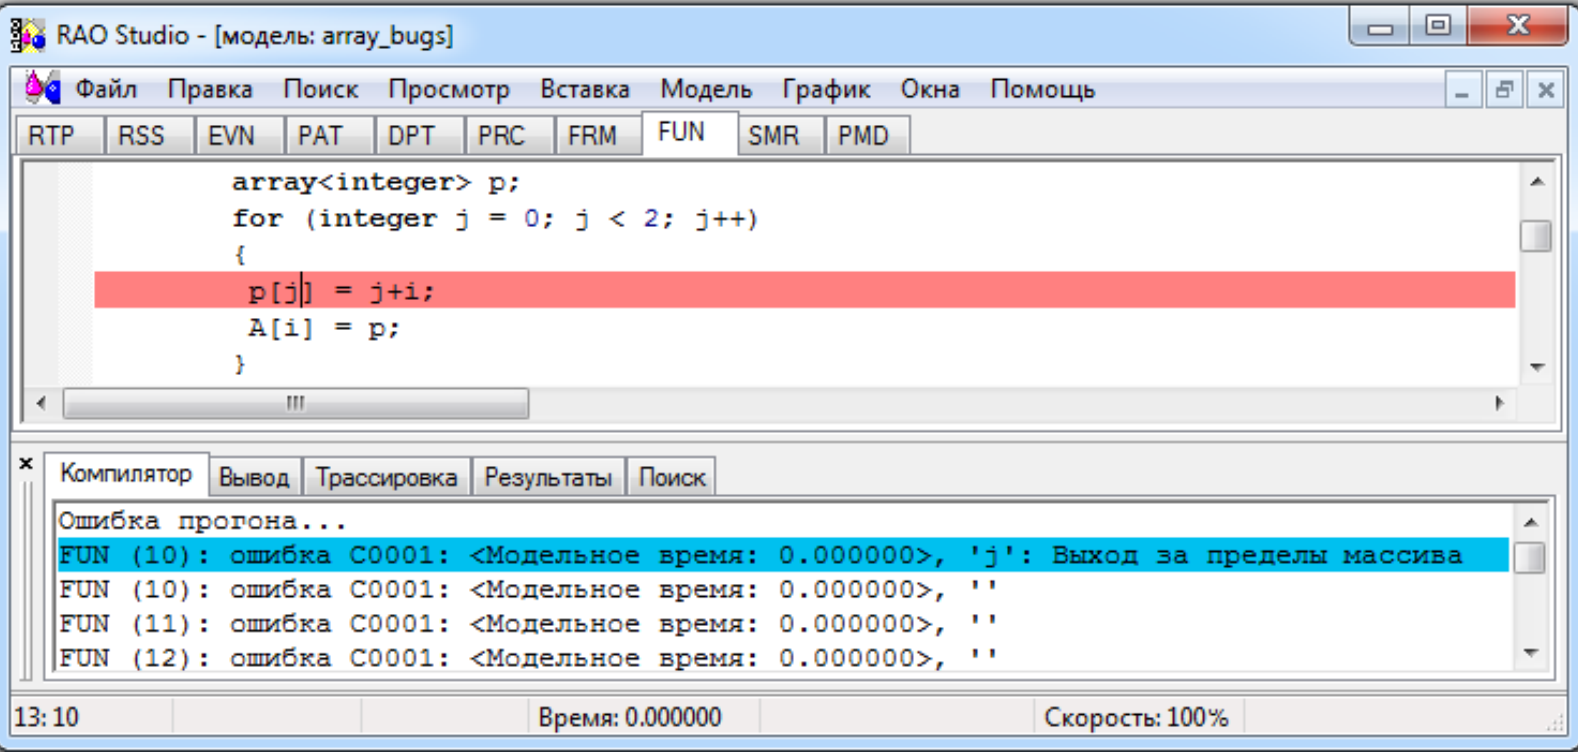 RAO Studio - [модель: array_bugs]
Файл Правка Поиск Просмотр Вставка Модель График Окна Помощь
RTP RSS EVN PAT DPT PRC FRM FUN SMR PMD
array<integer> p;
for (integer j = 0; j < 2; j++)
{
p[j] = j+i;
A[i] = p;
}
Компилятор Вывод Трассировка Результаты Поиск
Ошибка прогона...
FUN (10): ошибка C0001: <Модельное время: 0.000000>, 'j': Выход за пределы массива
FUN (10): ошибка C0001: <Модельное время: 0.000000>, ''
FUN (11): ошибка C0001: <Модельное время: 0.000000>, ''
FUN (12): ошибка C0001: <Модельное время: 0.000000>, ''
13: 10 Время: 0.000000 Скорость: 100%